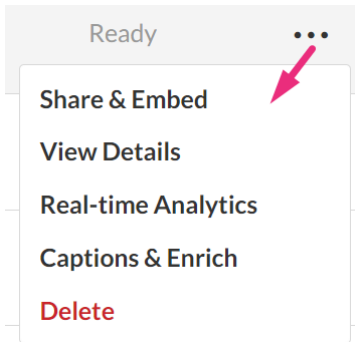 Ready
Share & Embed
View Details
Real-time Analytics
Captions & Enrich
Delete